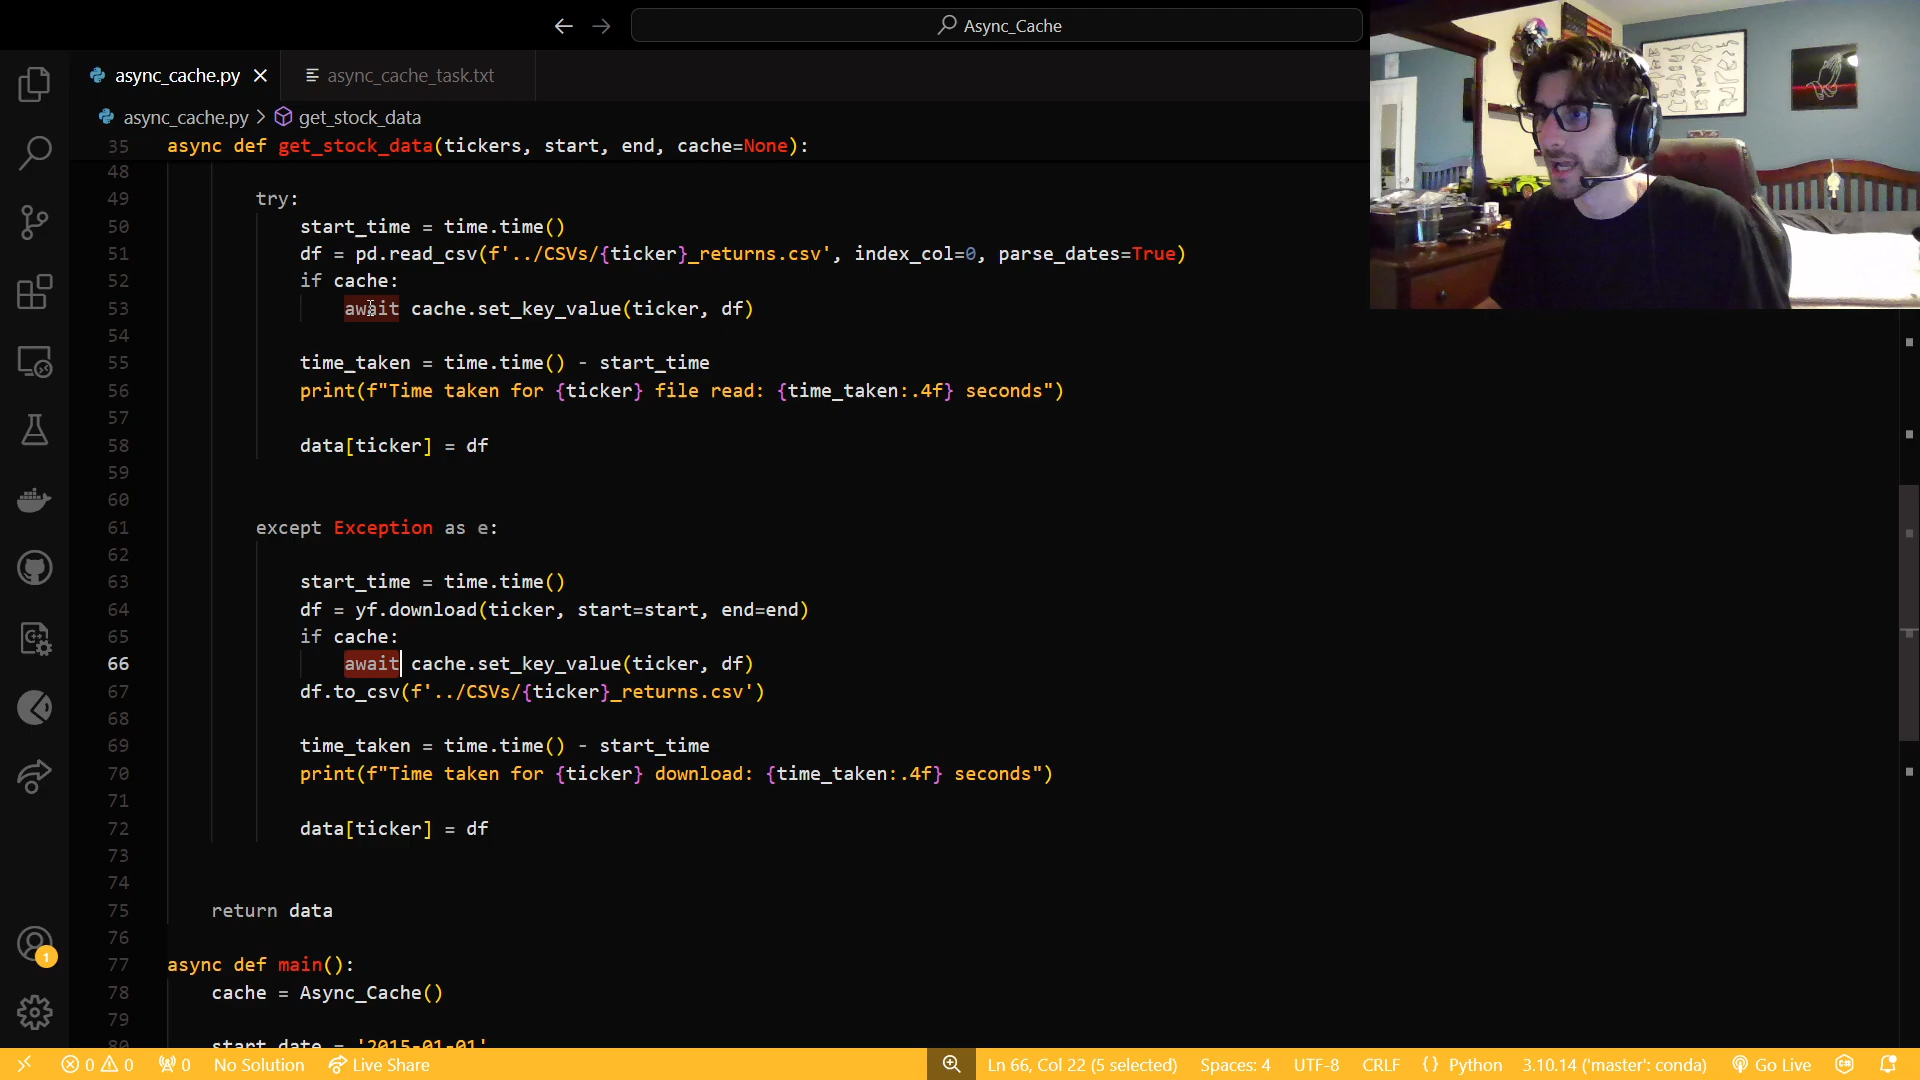 Async_Cache
async_cache.py
async_cache_task.txt
async_cache.py > get_stock_data
35 async def get_stock_data(tickers, start, end, cache=None):
48
49 try:
50 start_time = time.time()
51 df = pd.read_csv(f'../CSVs/{ticker}_returns.csv', index_col=0, parse_dates=True)
52 if cache:
53 await cache.set_key_value(ticker, df)
54
55 time_taken = time.time() - start_time
56 print(f"Time taken for {ticker} file read: {time_taken:.4f} seconds")
57
58 data[ticker] = df
59
60
61 except Exception as e:
62
63 start_time = time.time()
64 df = yf.download(ticker, start=start, end=end)
65 if cache:
66 await cache.set_key_value(ticker, df)
67 df.to_csv(f'../CSVs/{ticker}_returns.csv')
68
69 time_taken = time.time() - start_time
70 print(f"Time taken for {ticker} download: {time_taken:.4f} seconds")
71
72 data[ticker] = df
73
74
75 return data
76
77 async def main():
78 cache = Async_Cache()
79
80 start_date = '2015-01-01'
1
0 0 0 No Solution Live Share Ln 66, Col 22 (5 selected) Spaces: 4 UTF-8 CRLF {} Python 3.10.14 ('master': conda) Go Live